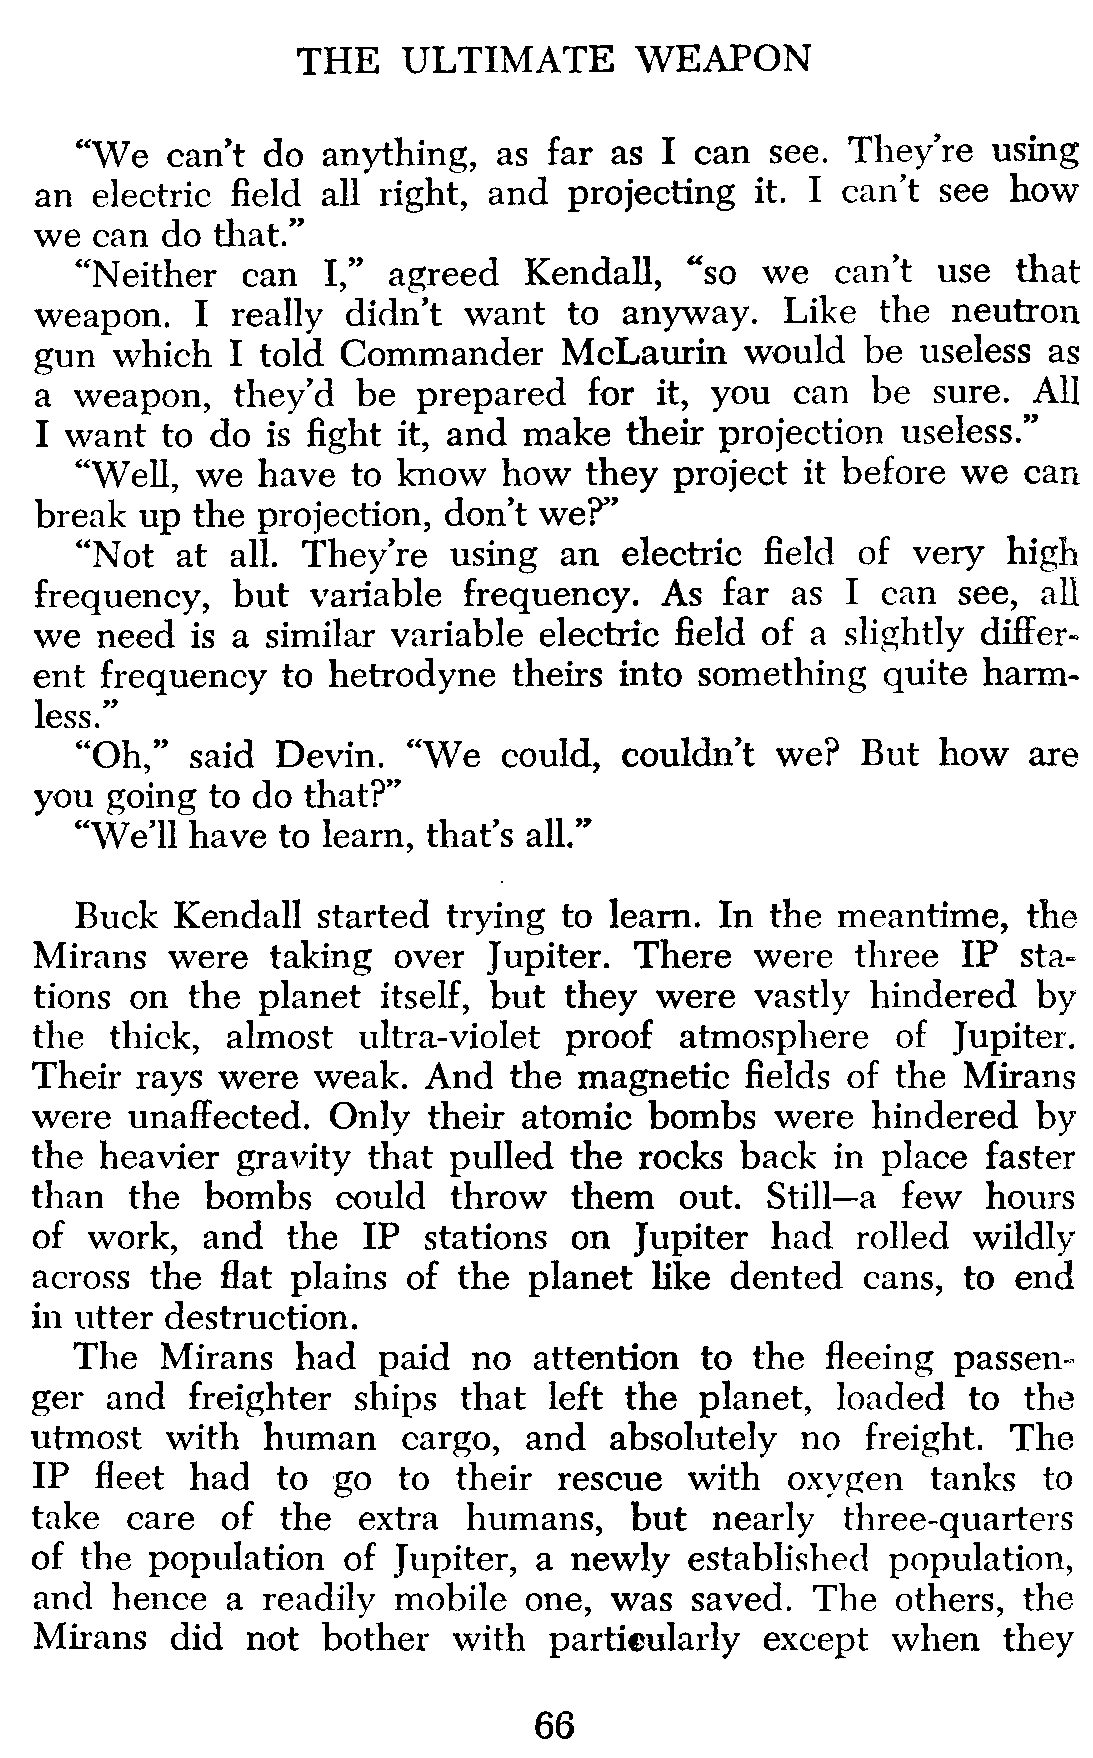 THE ULTIMATE WEAPON
“We can’t do anything, as far as I can see. They’re using
an electric field all right, and projecting it. I can’t see how
we can do that.”
“Neither can I,” agreed Kendall, “so we can’t use that
weapon. I really didn’t want to anyway. Like the neutron
gun which I told Commander McLaurin would be useless as
a weapon, they’d be prepared for it, you can be sure. All
I want to do is fight it, and make their projection useless.”
“Well, we have to know how they project it before we can
break up the projection, don’t we?”
“Not at all. They’re using an electric field of very high
frequency, but variable frequency. As far as I can see, all
we need is a similar variable electric field of a slightly differ-
ent frequency to hetrodyne theirs into something quite harm-
less.”
“Oh,” said Devin. “We could, couldn’t we? But how are
you going to do that?”
“We’ll have to learn, that’s all.”
Buck Kendall started trying to learn. In the meantime, the
Mirans were taking over Jupiter. There were three IP sta-
tions on the planet itself, but they were vastly hindered by
the thick, almost ultra-violet proof atmosphere of Jupiter.
Their rays were weak. And the magnetic fields of the Mirans
were unaffected. Only their atomic bombs were hindered by
the heavier gravity that pulled the rocks back in place faster
than the bombs could throw them out. Still—a few hours
of work, and the IP stations on Jupiter had rolled wildly
across the flat plains of the planet like dented cans, to end
in utter destruction.
The Mirans had paid no attention to the fleeing passen-
ger and freighter ships that left the planet, loaded to the
utmost with human cargo, and absolutely no freight. The
IP fleet had to go to their rescue with oxygen tanks to
take care of the extra humans, but nearly three-quarters
of the population of Jupiter, a newly established population,
and hence a readily mobile one, was saved. The others, the
Mirans did not bother with particularly except when they
66